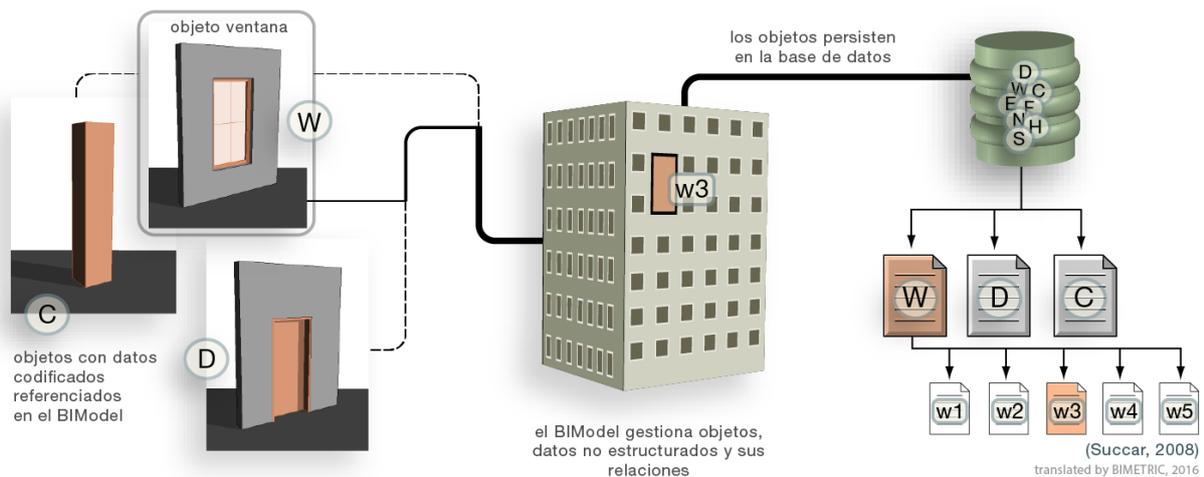 objeto ventana
W
C
objetos con datos
codificados
referenciados
en el BIModel
D
w3
el BIModel gestiona objetos,
datos no estructurados y sus
relaciones
los objetos persisten
en la base de datos
D
W C
E F
N H
S
W D C
w1 w2 w3 w4 w5
(Succar, 2008)
translated by BIMETRIC, 2016